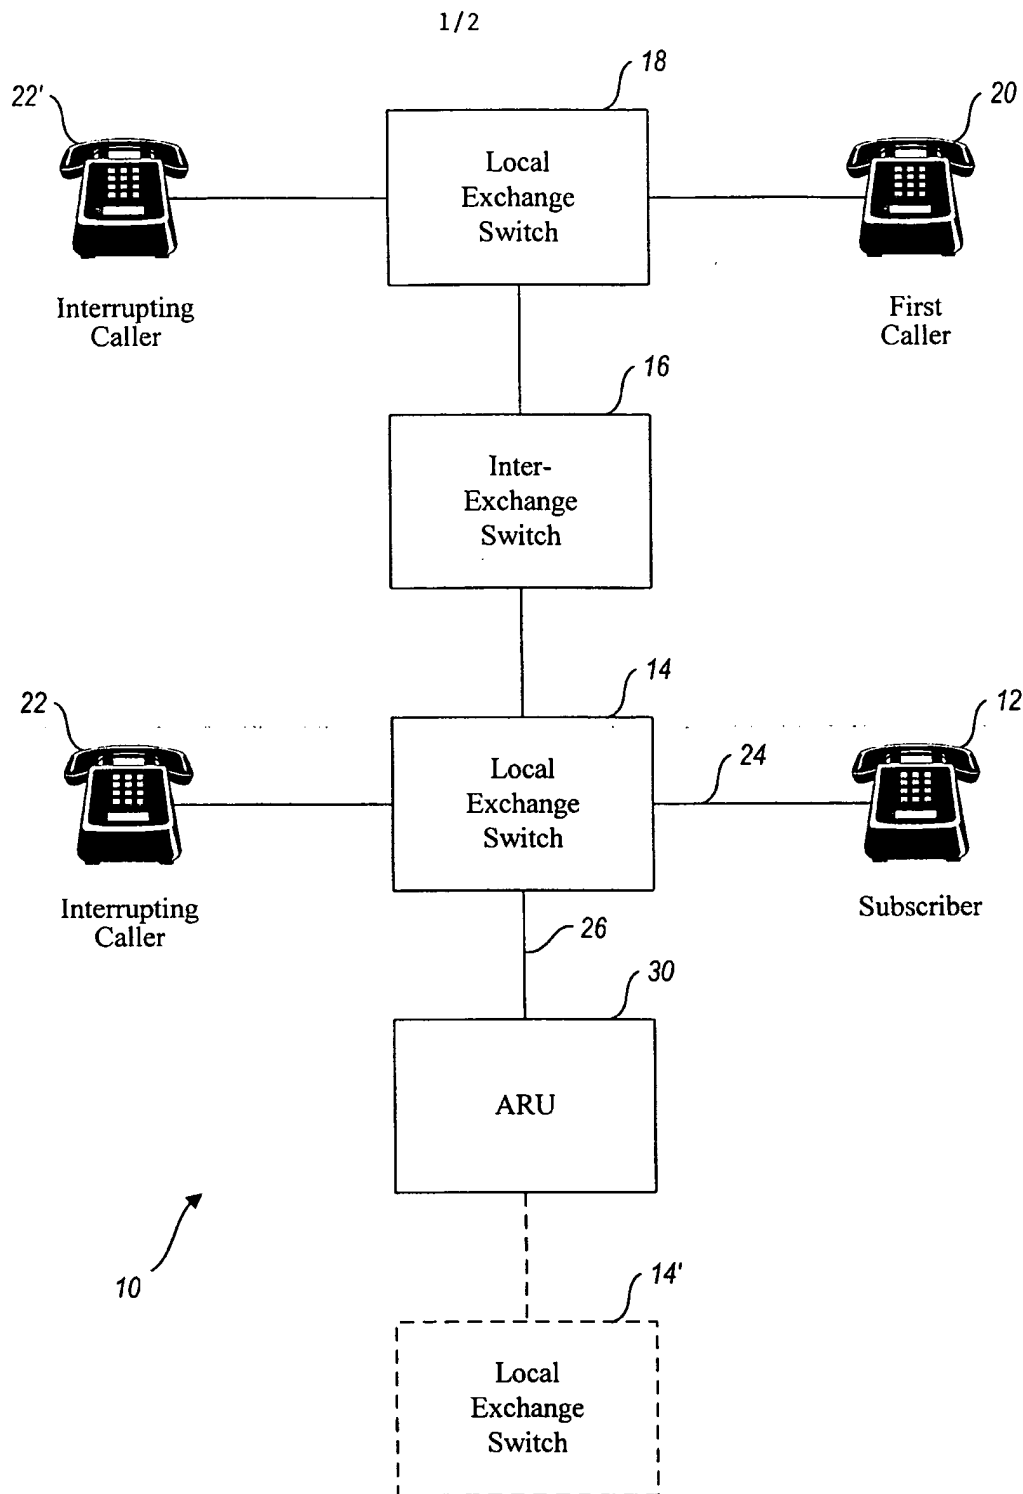 1/2
18
22'
20
Local
Exchange
Switch
Interrupting
Caller
First
Caller
16
Inter-
Exchange
Switch
14
22
12
24
Local
Exchange
Switch
Interrupting
Caller
Subscriber
26
30
ARU
10
14'
Local
Exchange
Switch